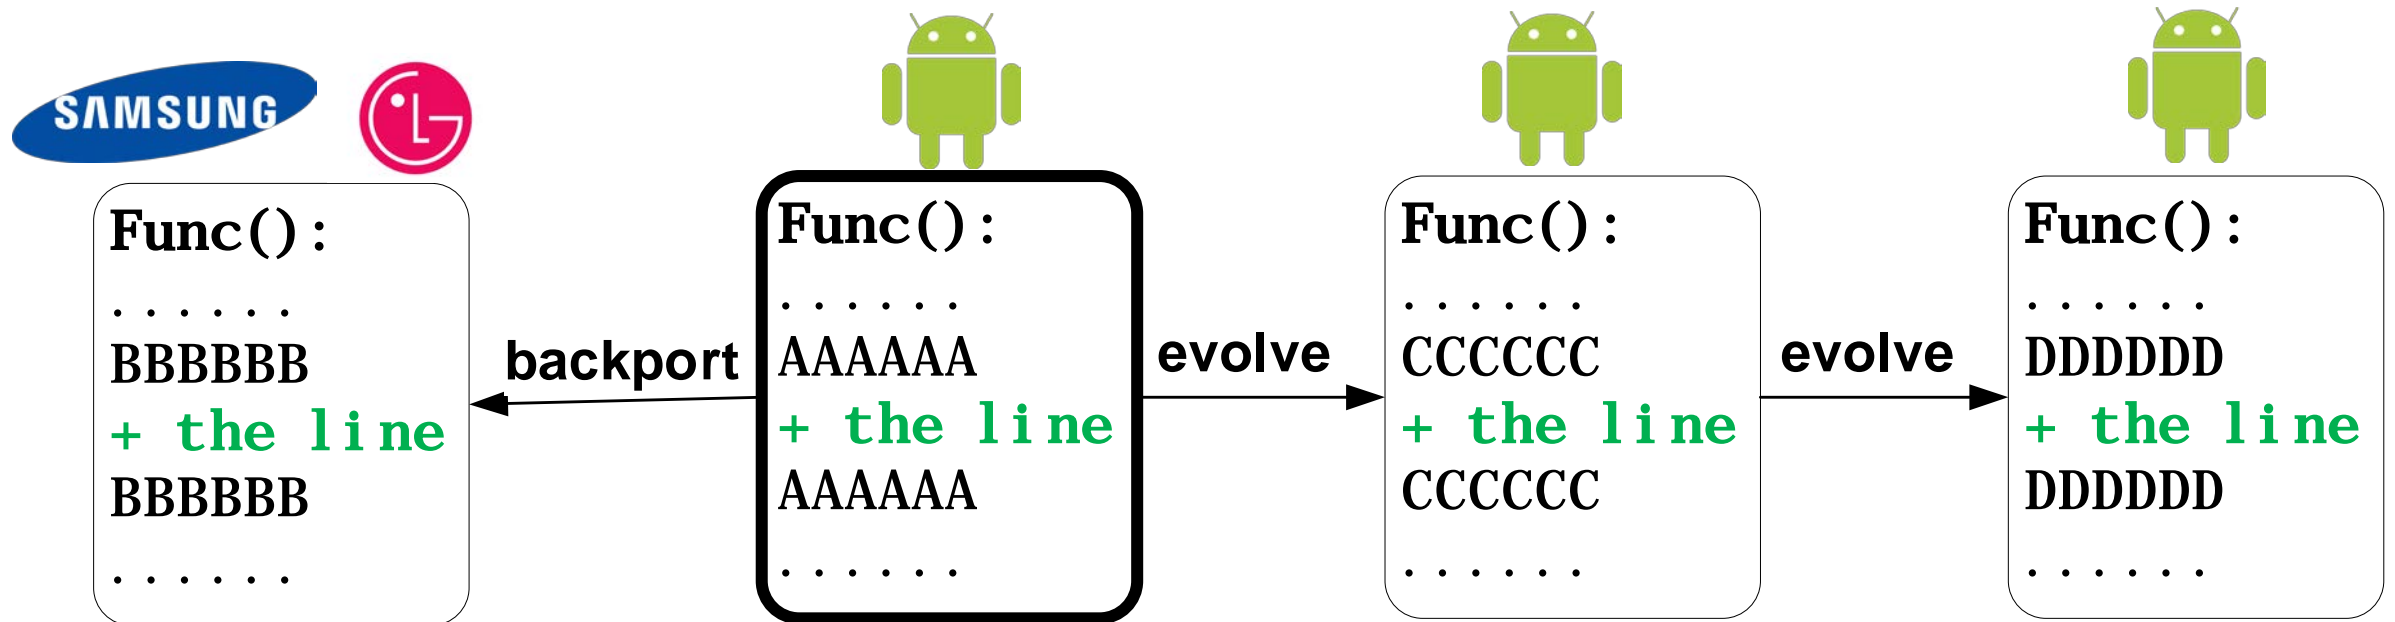 SAMSUNG
LG
Func():
......
BBBBBB
+ the line
BBBBBB
......
backport
Func():
......
AAAAAA
+ the line
AAAAAA
......
evolve
Func():
......
CCCCCC
+ the line
CCCCCC
......
evolve
Func():
......
DDDDDD
+ the line
DDDDDD
......